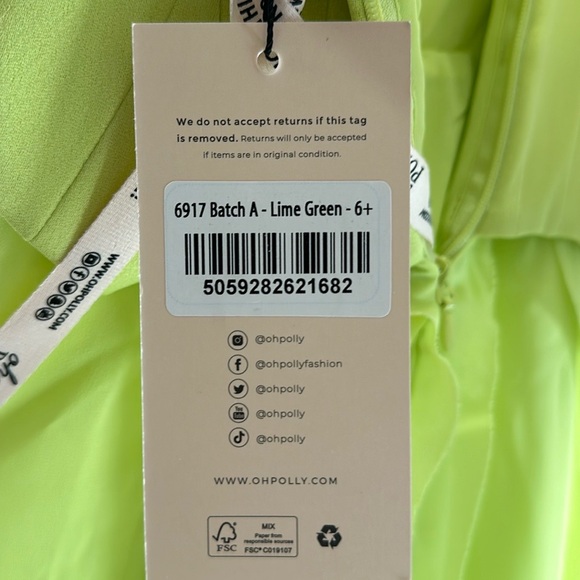 We do not accept returns if this tag
is removed. Returns will only be accepted
if items are in original condition.
6917 Batch A - Lime Green - 6+
5059282621682
@ohpolly
@ohpollyfashion
@ohpolly
You
Tube
@ohpolly
@ohpolly
WWW.OHPOLLY.COM
FSC
MIX
Paper from
responsible sources
FSC® C019107
WWW.OHPOLLY.COM